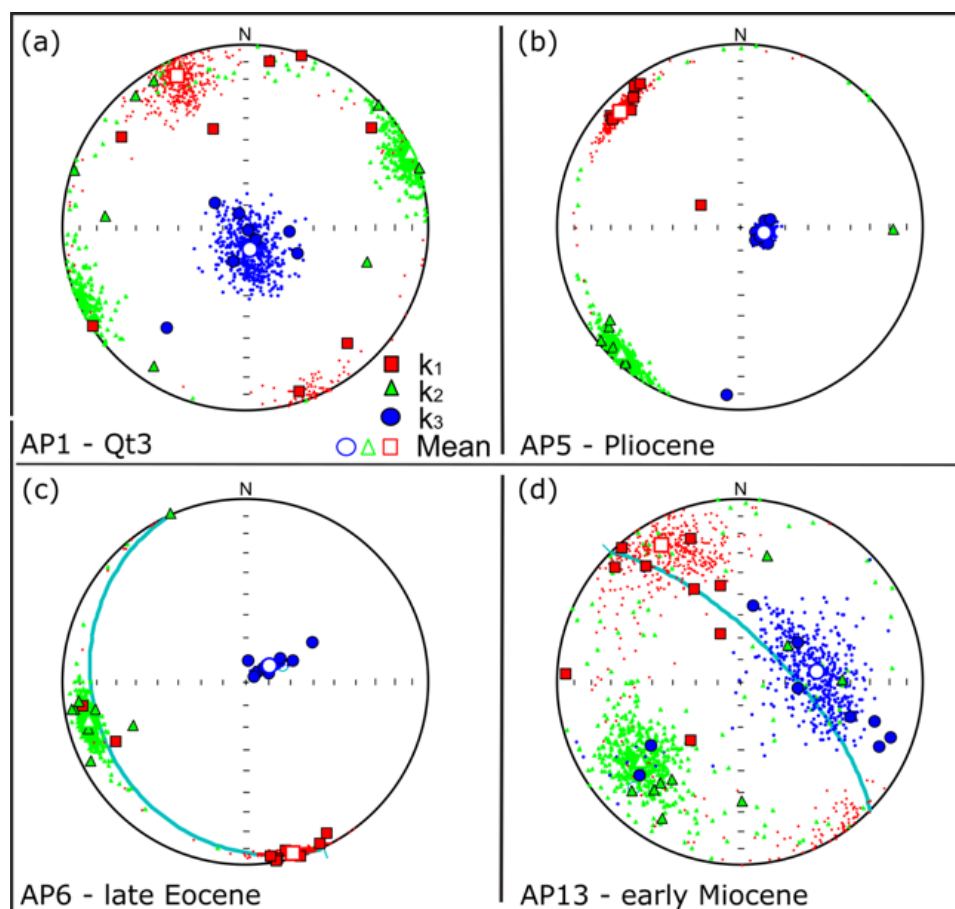 (a)
N
k₁
k₂
k₃
Mean
AP1 - Qt3
(b)
N
AP5 - Pliocene
(c)
N
AP6 - late Eocene
(d)
N
AP13 - early Miocene